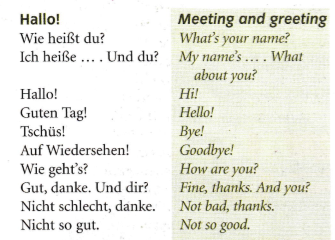 Hallo! Meeting and greeting
Wie heißt du? What's your name?
Ich heiße ... . Und du? My name's ... . What
about you?
Hallo! Hi!
Guten Tag! Hello!
Tschüs! Bye!
Auf Wiedersehen! Goodbye!
Wie geht's? How are you?
Gut, danke. Und dir? Fine, thanks. And you?
Nicht schlecht, danke. Not bad, thanks.
Nicht so gut. Not so good.